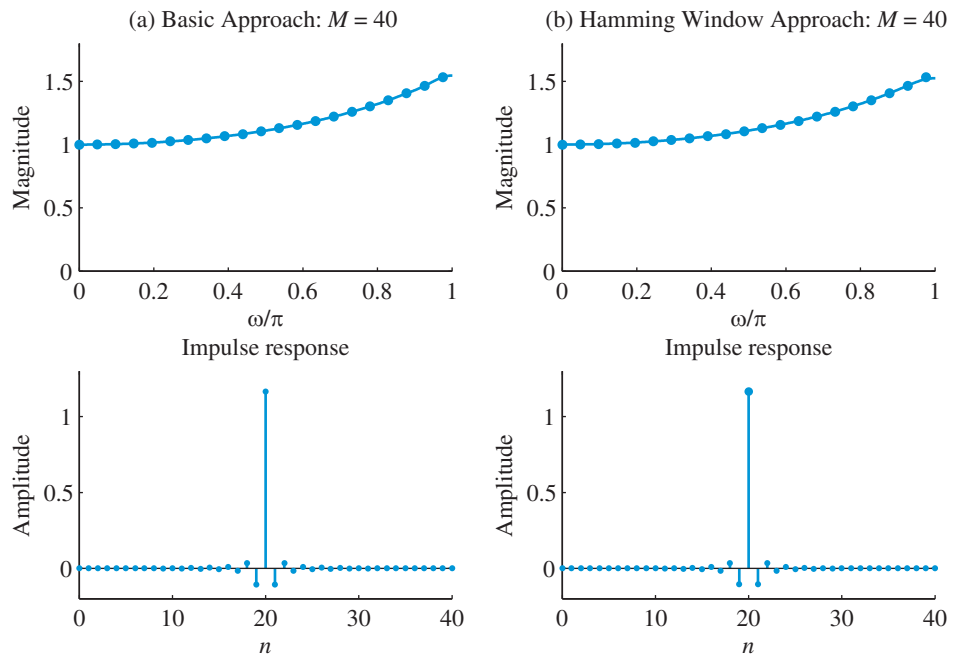 (a) Basic Approach: M = 40
Magnitude
1.5
1
0.5
0
0 0.2 0.4 0.6 0.8 1
ω/π
Impulse response
Amplitude
1
0.5
0
0 10 20 30 40
n
(b) Hamming Window Approach: M = 40
Magnitude
1.5
1
0.5
0
0 0.2 0.4 0.6 0.8 1
ω/π
Impulse response
Amplitude
1
0.5
0
0 10 20 30 40
n